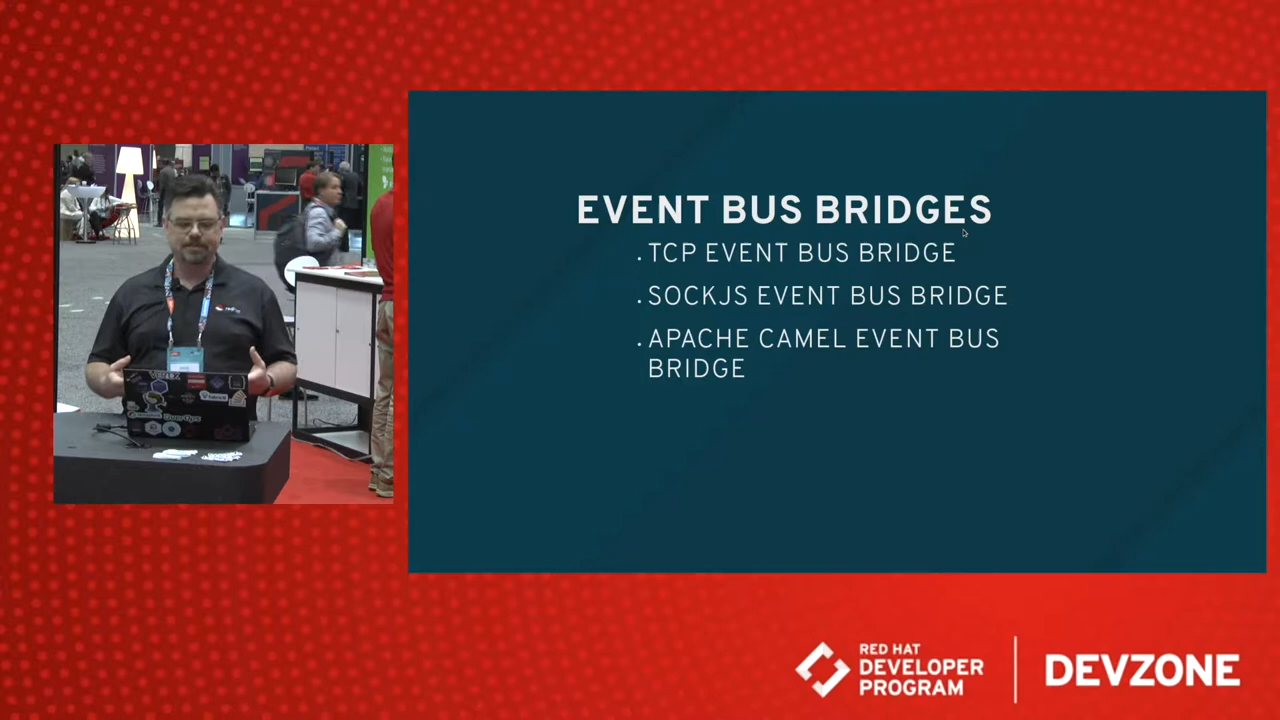 EVENT BUS BRIDGES
. TCP EVENT BUS BRIDGE
. SOCKJS EVENT BUS BRIDGE
. APACHE CAMEL EVENT BUS
BRIDGE
RED HAT
DEVELOPER
PROGRAM
DEVZONE